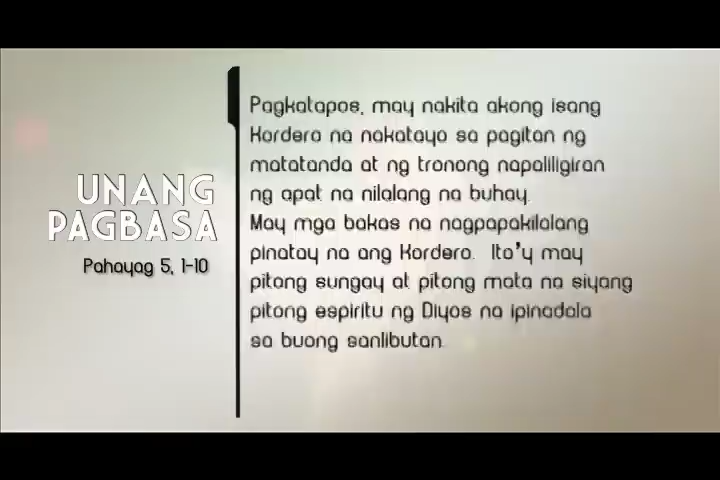 UNANG
PAGBASA
Pahayag 5, 1-10
Pagkatapos, may nakita akong isang
Kordero na nakatayo sa pagitan ng
matatanda at ng tronong napaliligiran
ng apat na nilalang na buhay.
May mga bakas na nagpapakilalang
pinatay na ang Kordero. Ito'y may
pitong sungay at pitong mata na siyang
pitong espiritu ng Diyos na ipinadala
sa buong sanlibutan.